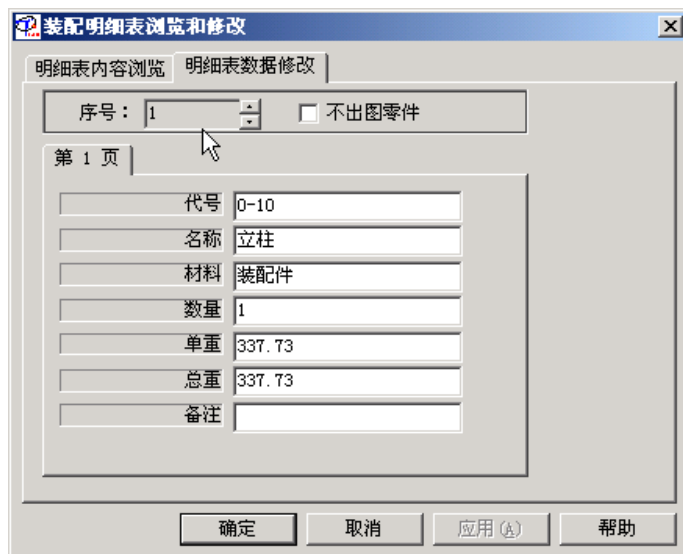 装配明细表浏览和修改
明细表内容浏览 明细表数据修改
序号： 1 不出图零件
第 1 页
代号 0-10
名称 立柱
材料 装配件
数量 1
单重 337.73
总重 337.73
备注
确定 取消 应用(A) 帮助